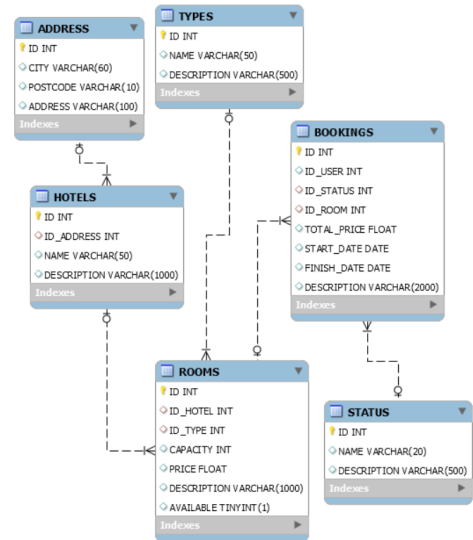 ADDRESS
ID INT
CITY VARCHAR(60)
POSTCODE VARCHAR(10)
ADDRESS VARCHAR(100)
Indexes
TYPES
ID INT
NAME VARCHAR(50)
DESCRIPTION VARCHAR(500)
Indexes
BOOKINGS
ID INT
ID_USER INT
ID_STATUS INT
ID_ROOM INT
TOTAL_PRICE FLOAT
START_DATE DATE
FINISH_DATE DATE
DESCRIPTION VARCHAR(2000)
Indexes
HOTELS
ID INT
ID_ADDRESS INT
NAME VARCHAR(50)
DESCRIPTION VARCHAR(1000)
Indexes
ROOMS
ID INT
ID_HOTEL INT
ID_TYPE INT
CAPACITY INT
PRICE FLOAT
DESCRIPTION VARCHAR(1000)
AVAILABLE TINYINT(1)
Indexes
STATUS
ID INT
NAME VARCHAR(20)
DESCRIPTION VARCHAR(500)
Indexes